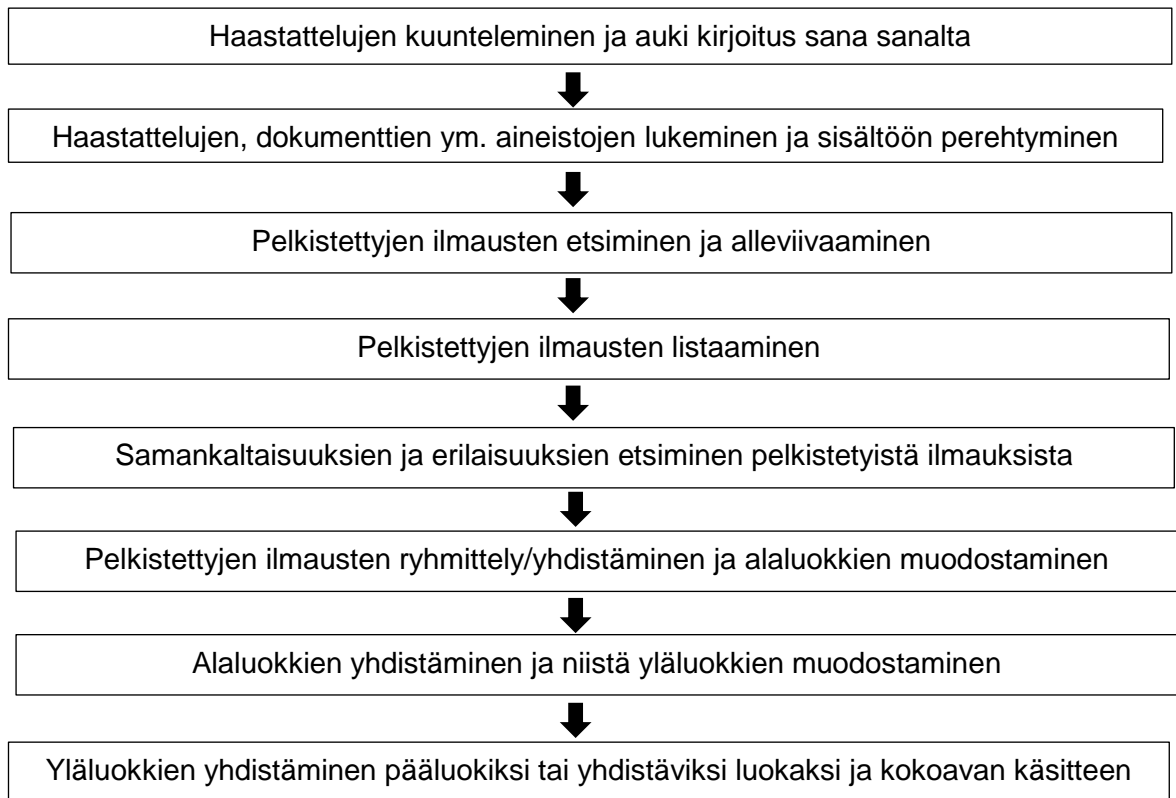 Haastattelujen kuunteleminen ja auki kirjoitus sana sanalta
Haastattelujen, dokumenttien ym. aineistojen lukeminen ja sisältöön perehtyminen
Pelkistettyjen ilmausten etsiminen ja alleviivaaminen
Pelkistettyjen ilmausten listaaminen
Samankaltaisuuksien ja erilaisuuksien etsiminen pelkistetyistä ilmauksista
Pelkistettyjen ilmausten ryhmittely/yhdistäminen ja alaluokkien muodostaminen
Alaluokkien yhdistäminen ja niistä yläluokkien muodostaminen
Yläluokkien yhdistäminen pääluokiksi tai yhdistäviksi luokaksi ja kokoavan käsitteen